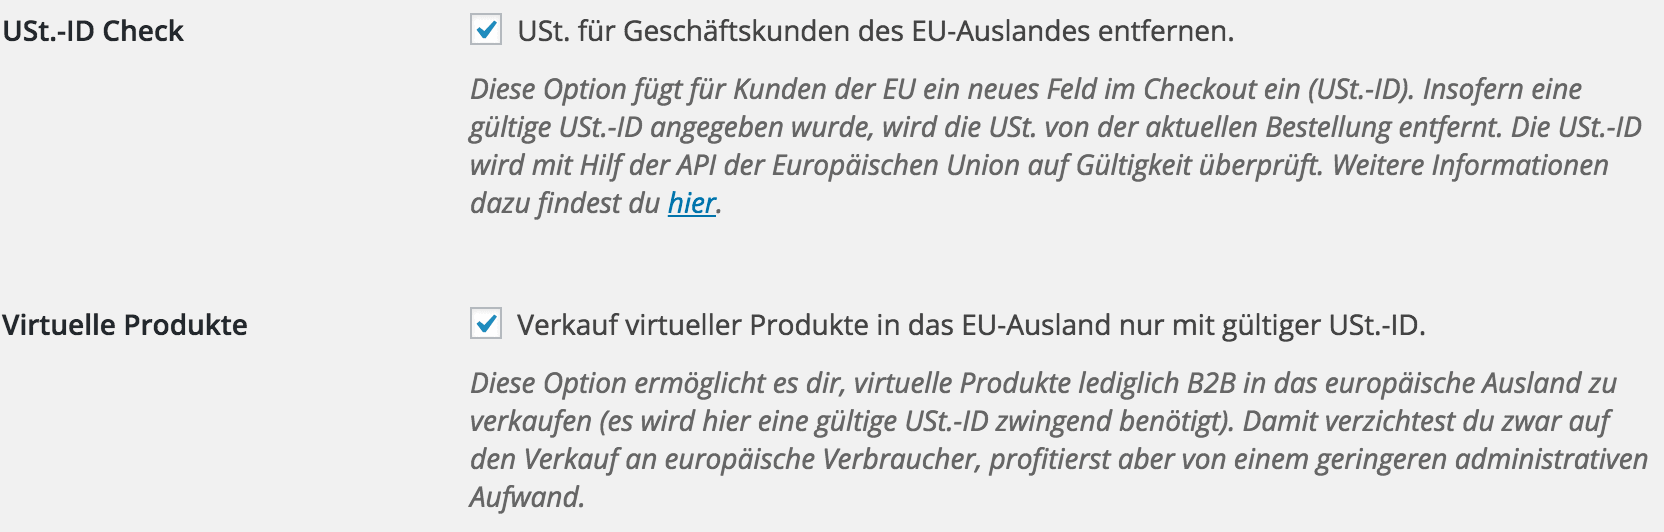 USt.-ID Check
USt. für Geschäftskunden des EU-Auslandes entfernen.
Diese Option fügt für Kunden der EU ein neues Feld im Checkout ein (USt.-ID). Insofern eine
gültige USt.-ID angegeben wurde, wird die USt. von der aktuellen Bestellung entfernt. Die USt.-ID
wird mit Hilf der API der Europäischen Union auf Gültigkeit überprüft. Weitere Informationen
dazu findest du hier.
Virtuelle Produkte
Verkauf virtueller Produkte in das EU-Ausland nur mit gültiger USt.-ID.
Diese Option ermöglicht es dir, virtuelle Produkte lediglich B2B in das europäische Ausland zu
verkaufen (es wird hier eine gültige USt.-ID zwingend benötigt). Damit verzichtest du zwar auf
den Verkauf an europäische Verbraucher, profitierst aber von einem geringeren administrativen
Aufwand.